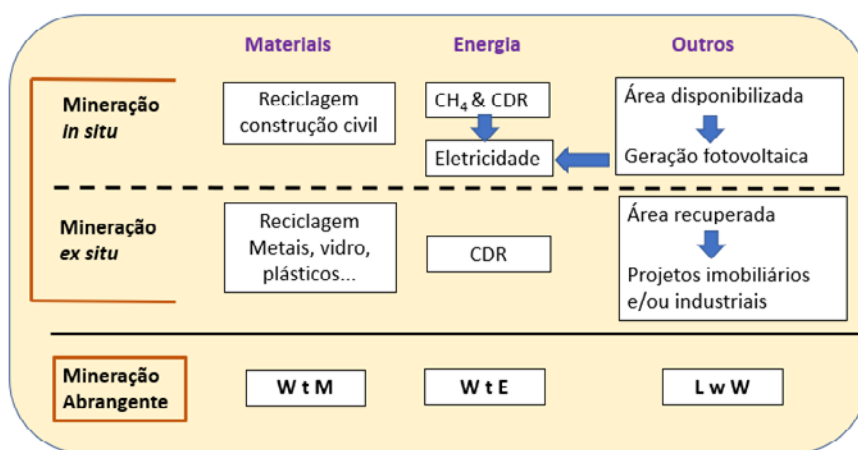 Materiais
Energia
Outros
Mineração
in situ
Reciclagem
construção civil
CH₄ & CDR
Eletricidade
Área disponibilizada
Geração fotovoltaica
Mineração
ex situ
Reciclagem
Metais, vidro,
plásticos...
CDR
Área recuperada
Projetos imobiliários
e/ou industriais
Mineração
Abrangente
W t M
W t E
L w W